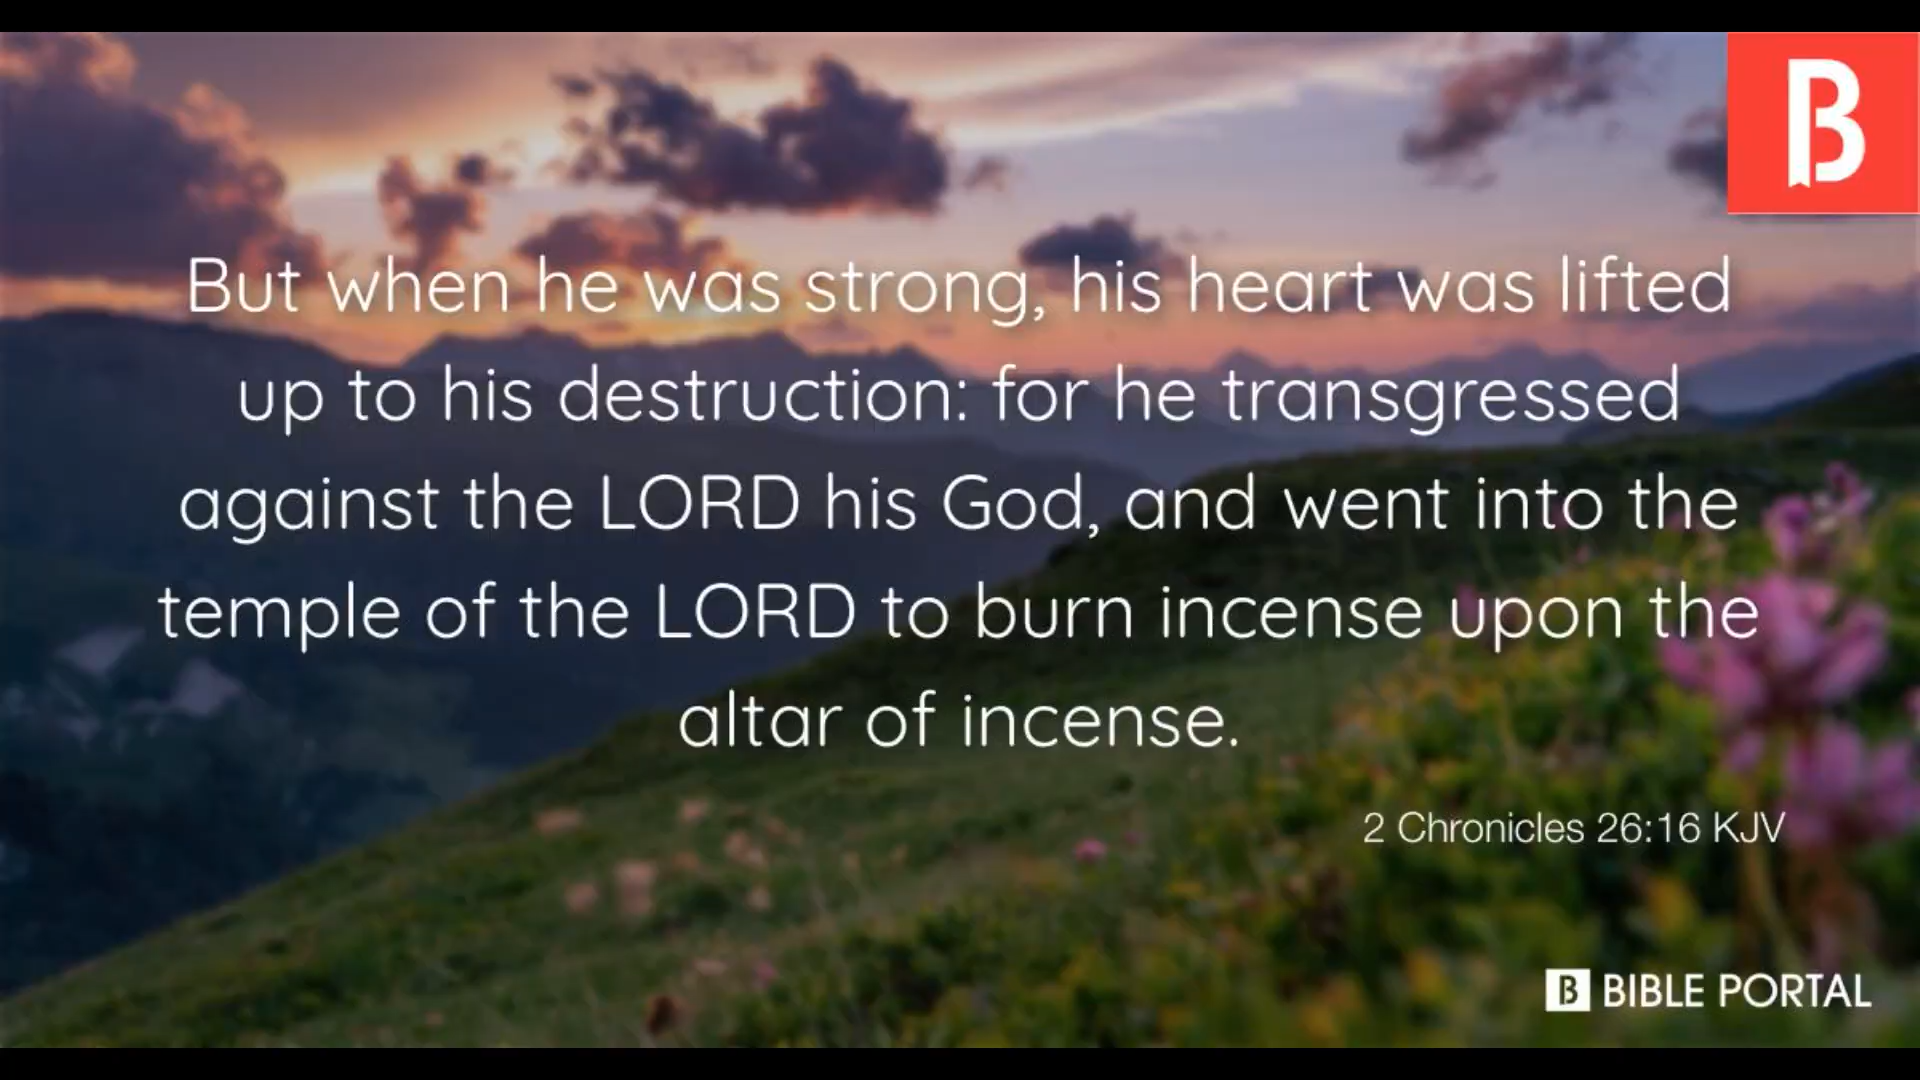 B
But when he was strong, his heart was lifted
up to his destruction: for he transgressed
against the LORD his God, and went into the
temple of the LORD to burn incense upon the
altar of incense.
2 Chronicles 26:16 KJV
B BIBLE PORTAL